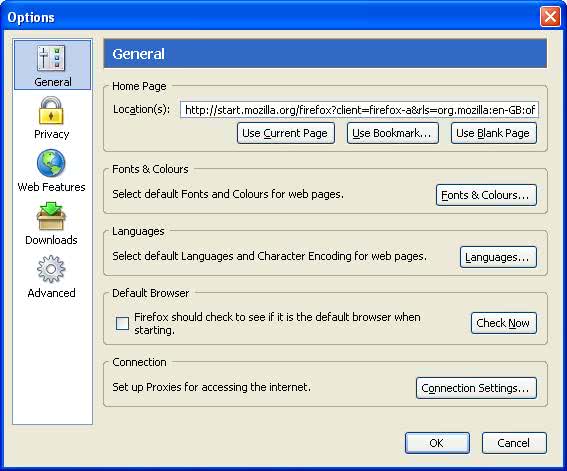 Options
General
Privacy
Web Features
Downloads
Advanced
General
Home Page
Location(s): http://start.mozilla.org/firefox?client=firefox-a&rls=org.mozilla:en-GB:of
Use Current Page Use Bookmark... Use Blank Page
Fonts & Colours
Select default Fonts and Colours for web pages. Fonts & Colours...
Languages
Select default Languages and Character Encoding for web pages. Languages...
Default Browser
Firefox should check to see if it is the default browser when
starting.
Check Now
Connection
Set up Proxies for accessing the internet. Connection Settings...
OK Cancel